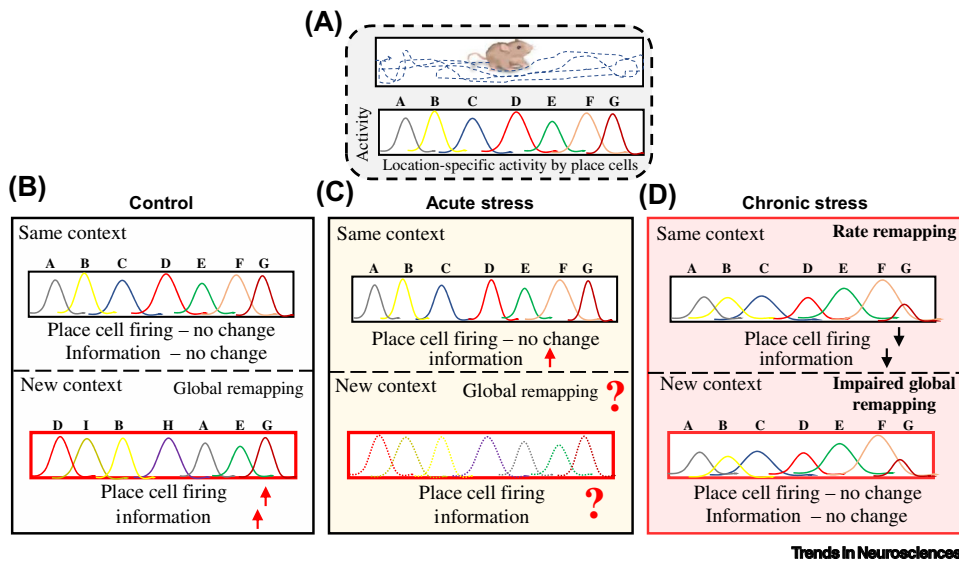 (A)
A B C D E F G
Activity
Location-specific activity by place cells
(B)
Control
Same context
A B C D E F G
Place cell firing – no change
Information – no change
New context
Global remapping
D I B H A E G
Place cell firing
information
(C)
Acute stress
Same context
A B C D E F G
Place cell firing – no change
information
New context
Global remapping ?
Place cell firing
information ?
(D)
Chronic stress
Same context
Rate remapping
A B C D E F G
Place cell firing
information
New context
Impaired global
remapping
A B C D E F G
Place cell firing – no change
Information – no change
Trends in Neurosciences